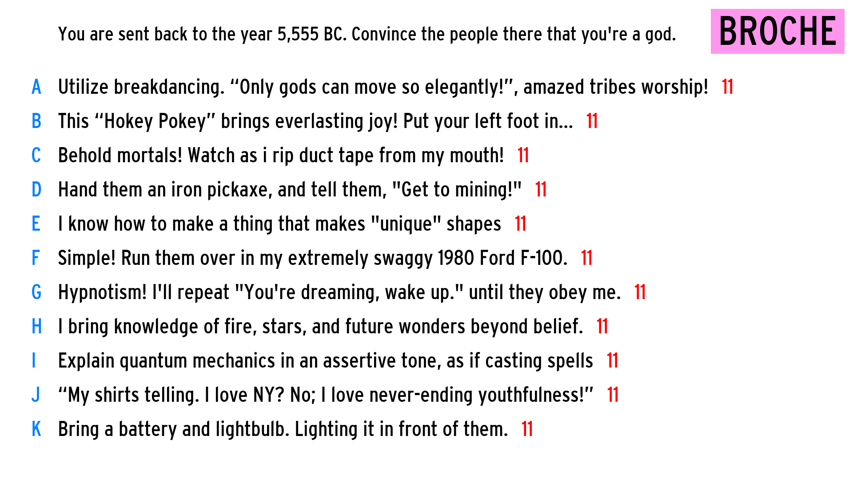 You are sent back to the year 5,555 BC. Convince the people there that you're a god.
BROCHE
A Utilize breakdancing. “Only gods can move so elegantly!”, amazed tribes worship! 11
B This “Hokey Pokey” brings everlasting joy! Put your left foot in... 11
C Behold mortals! Watch as i rip duct tape from my mouth! 11
D Hand them an iron pickaxe, and tell them, "Get to mining!" 11
E I know how to make a thing that makes "unique" shapes 11
F Simple! Run them over in my extremely swaggy 1980 Ford F-100. 11
G Hypnotism! I'll repeat "You're dreaming, wake up." until they obey me. 11
H I bring knowledge of fire, stars, and future wonders beyond belief. 11
I Explain quantum mechanics in an assertive tone, as if casting spells 11
J “My shirts telling. I love NY? No; I love never-ending youthfulness!” 11
K Bring a battery and lightbulb. Lighting it in front of them. 11